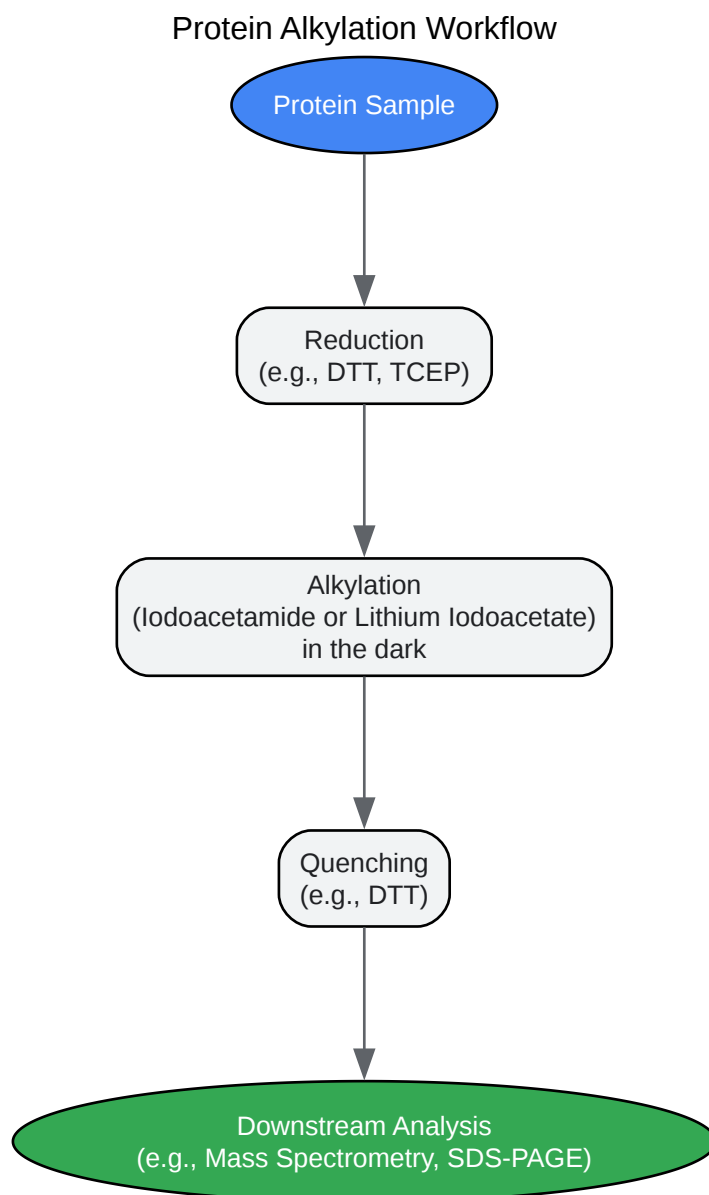 Protein Alkylation Workflow
Protein Sample
Reduction
(e.g., DTT, TCEP)
Alkylation
(Iodoacetamide or Lithium Iodoacetate)
in the dark
Quenching
(e.g., DTT)
Downstream Analysis
(e.g., Mass Spectrometry, SDS-PAGE)